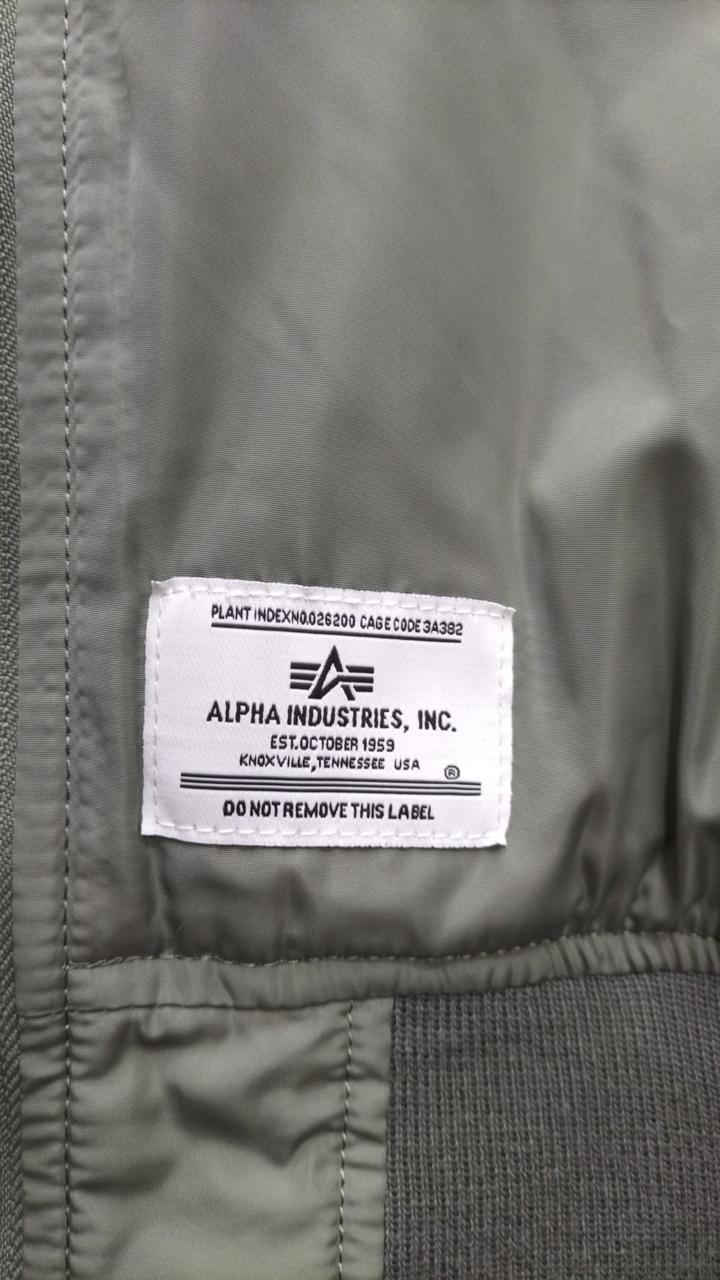 PLANT INDEXNO.026200 CAGE CODE 3A382
ALPHA INDUSTRIES, INC.
EST.OCTOBER 1959
KNOXVILLE,TENNESSEE USA ®
DO NOT REMOVE THIS LABEL